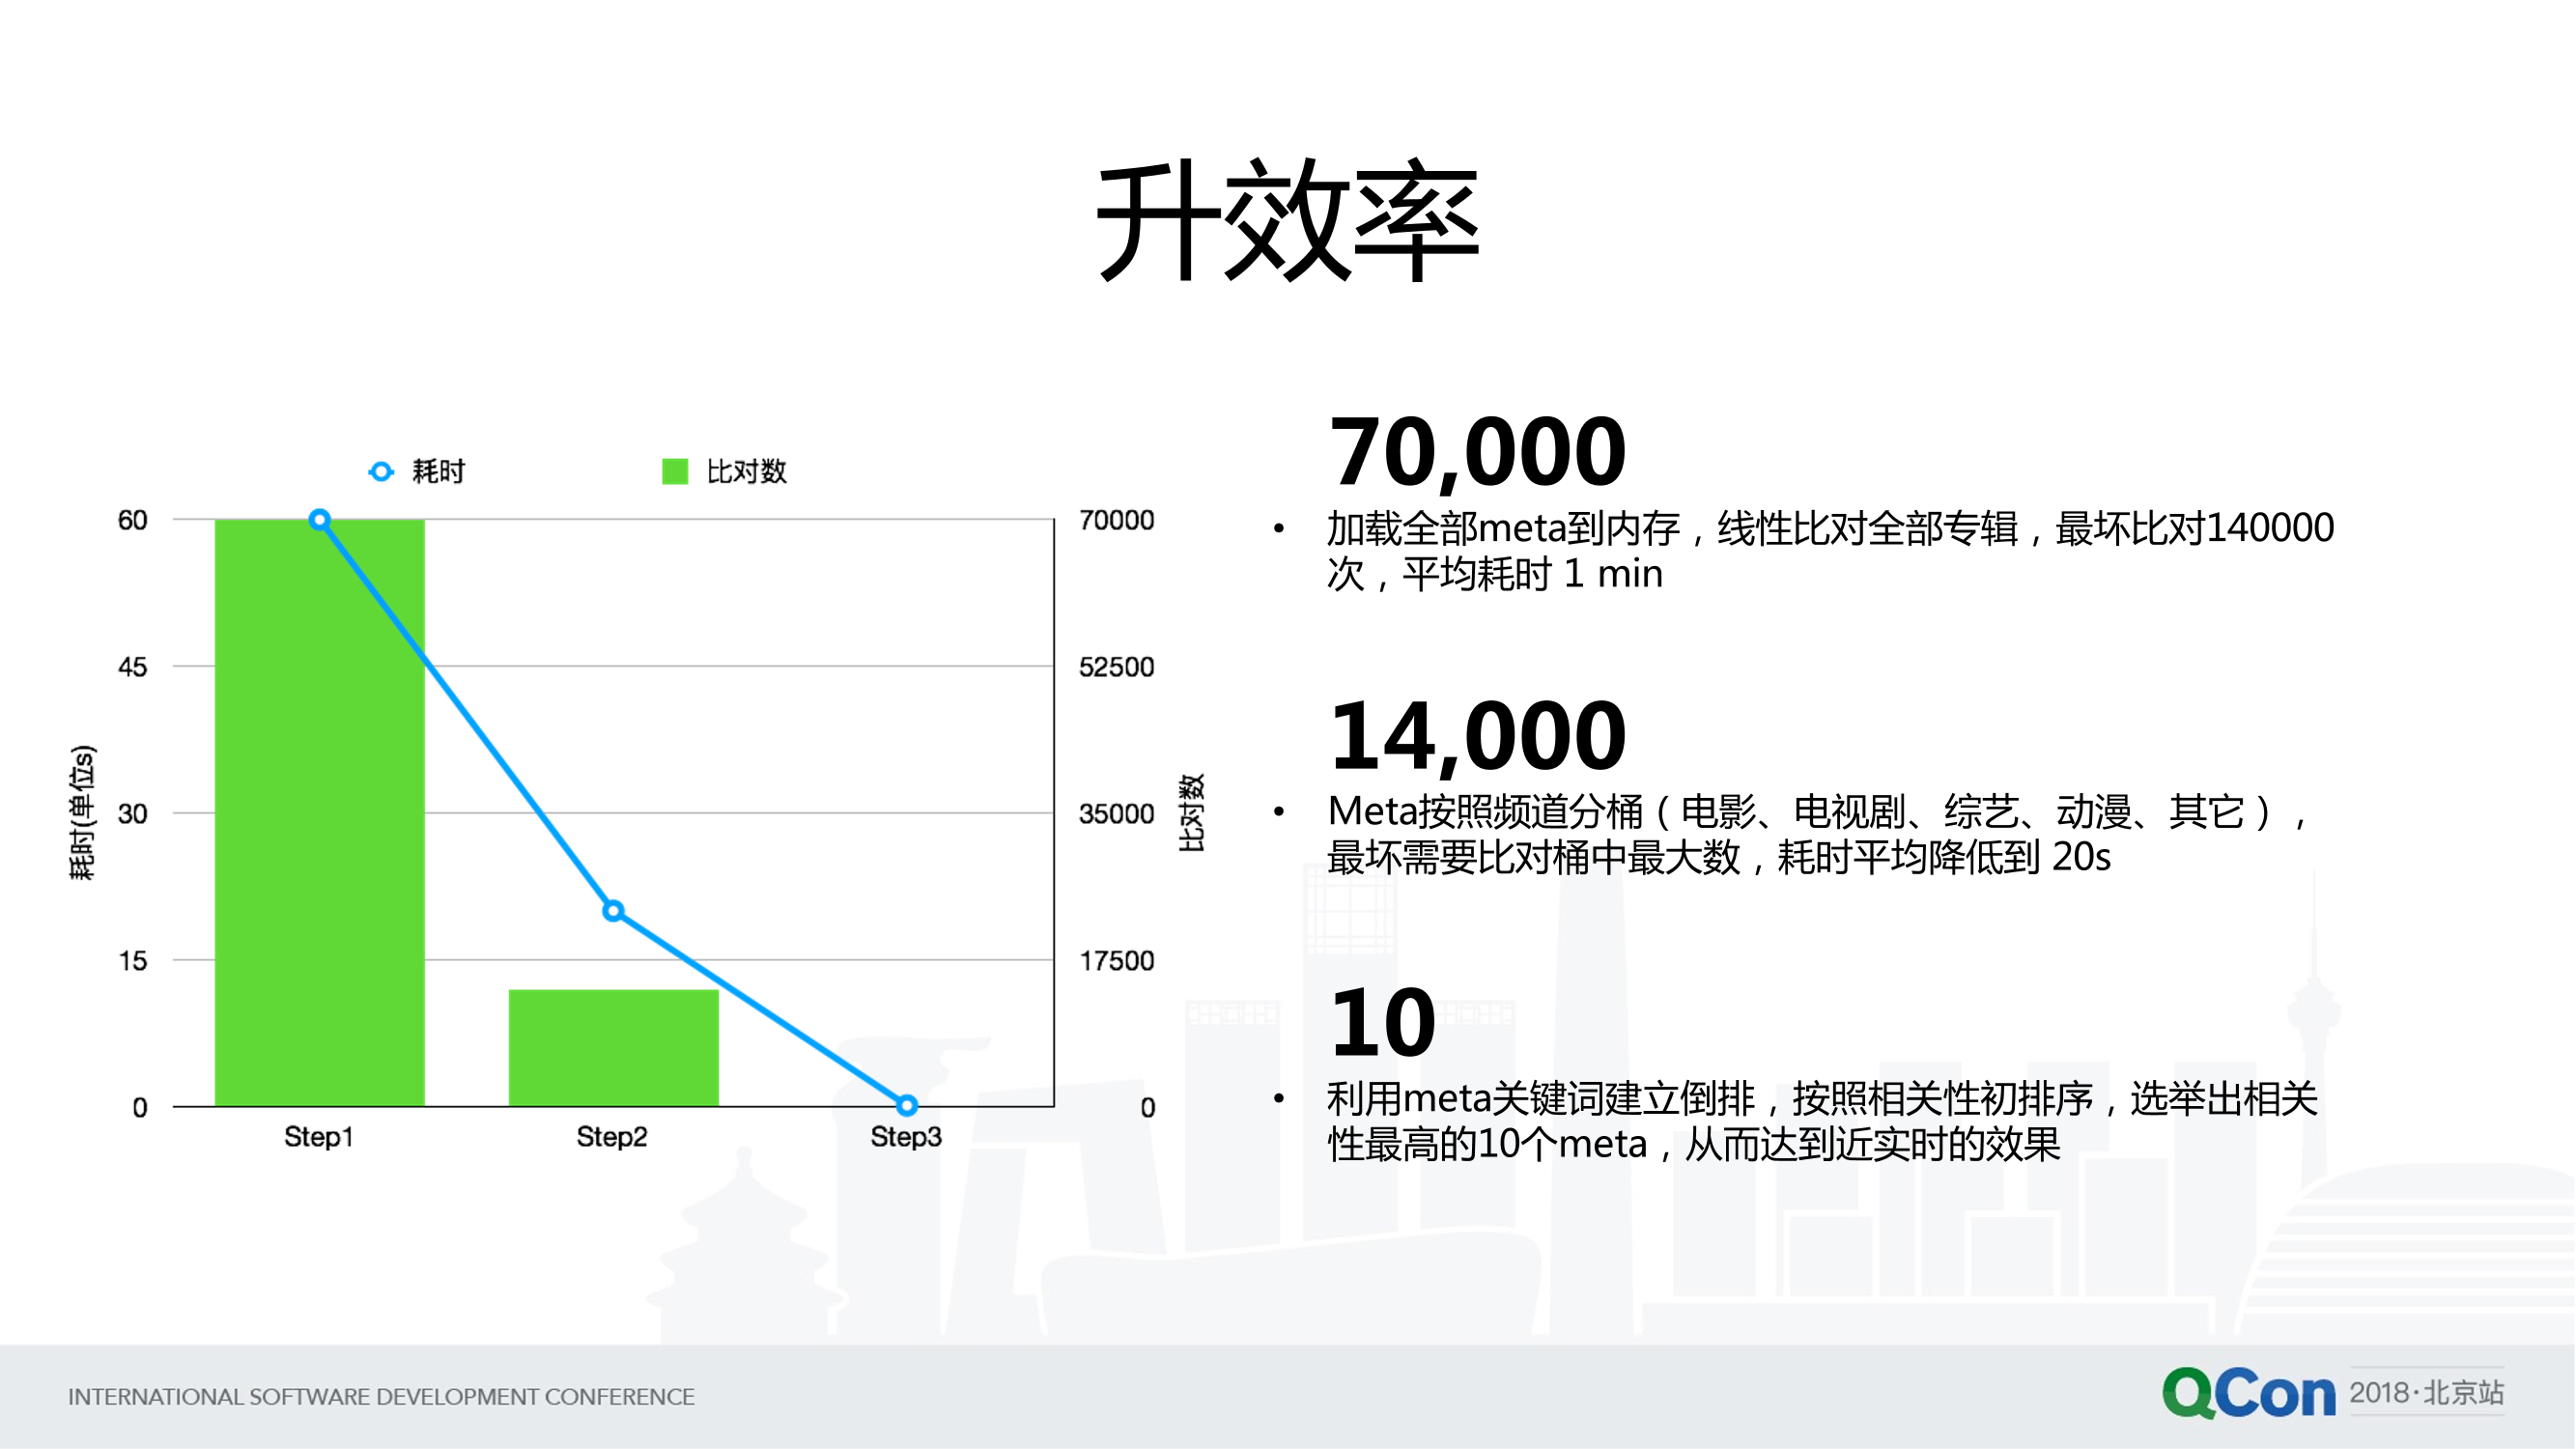 升效率
耗时
比对数
60
45
30
15
0
耗时(单位s)
70000
52500
35000
17500
0
比对数
Step1
Step2
Step3
70,000
• 加载全部meta到内存，线性比对全部专辑，最坏比对140000
次，平均耗时 1 min
14,000
• Meta按照频道分桶（电影、电视剧、综艺、动漫、其它），
最坏需要比对桶中最大数，耗时平均降低到 20s
10
• 利用meta关键词建立倒排，按照相关性初排序，选举出相关
性最高的10个meta，从而达到近实时的效果
INTERNATIONAL SOFTWARE DEVELOPMENT CONFERENCE
QCon 2018·北京站